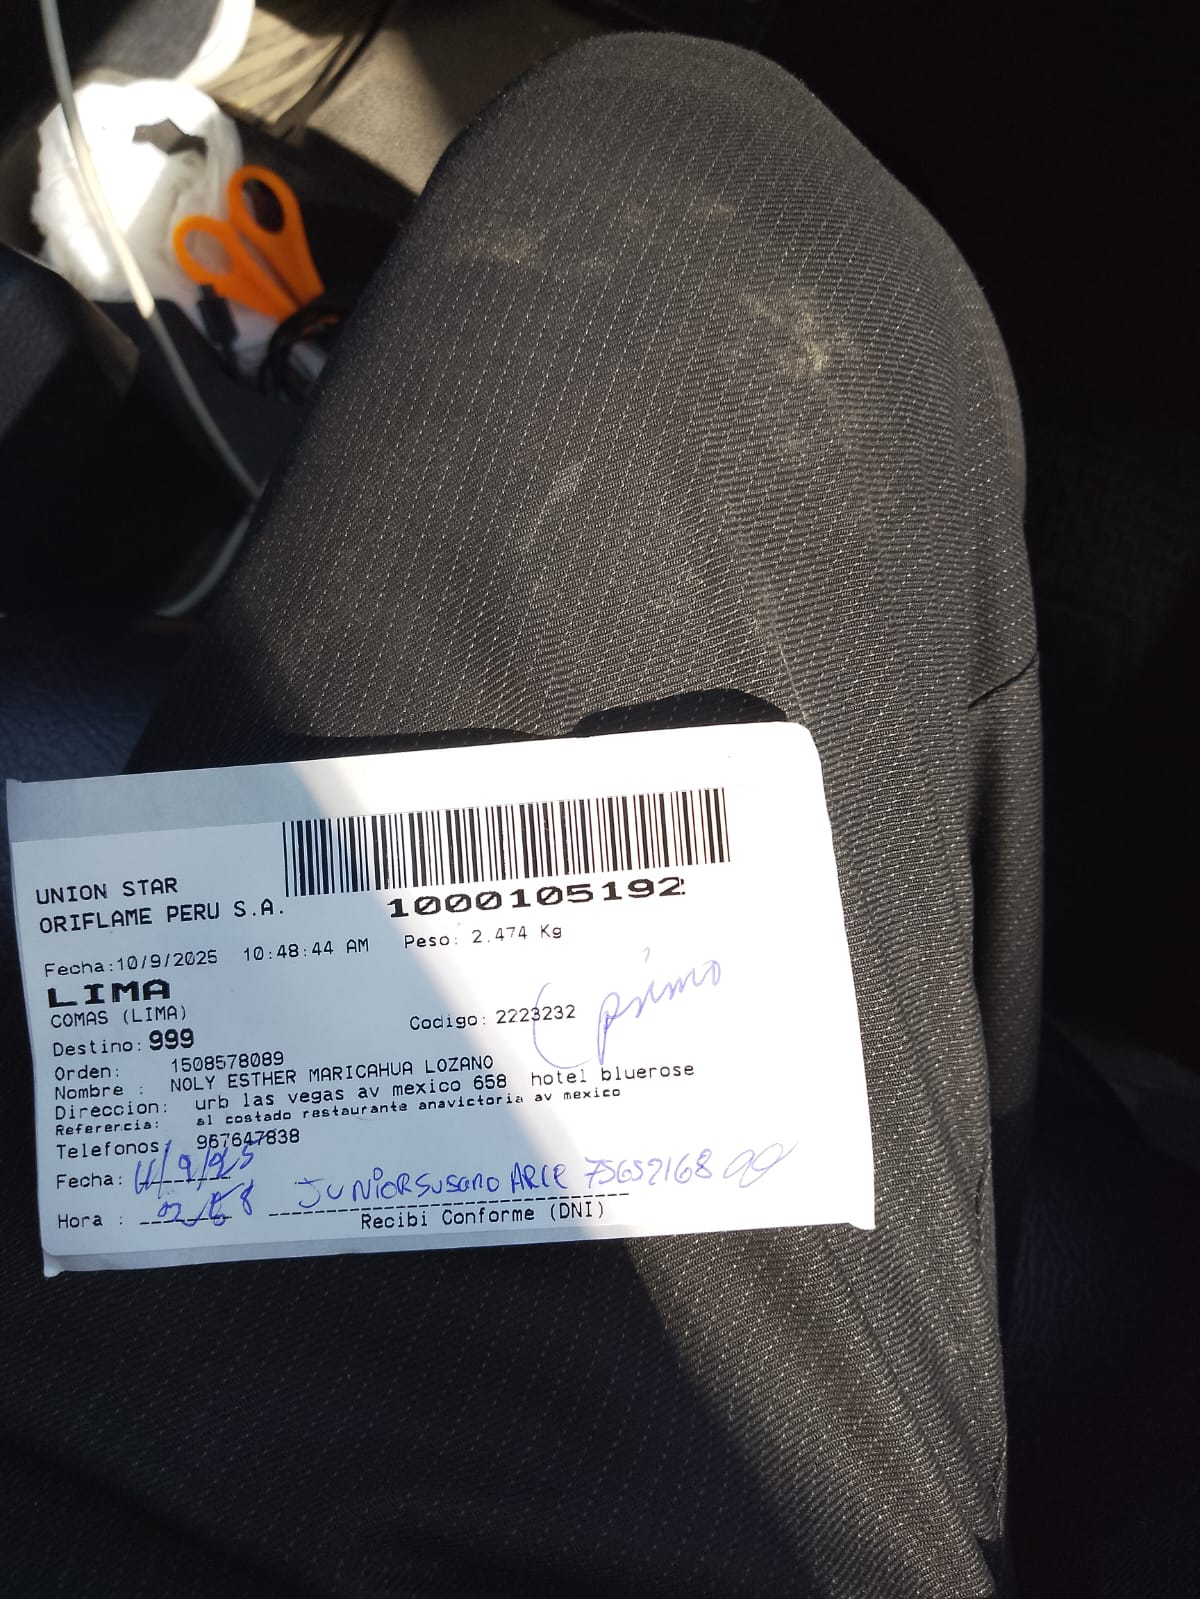 UNION STAR
ORIFLAME PERU S.A.
1000105192
Fecha:10/9/2025 10:48:44 AM Peso: 2.474 Kg
LIMA
COMAS (LIMA)
Codigo: 2223232
(primo
Destino: 999
Orden: 1508578089
Nombre : NOLY ESTHER MARICAHUA LOZANO
Direccion: urb las vegas av mexico 658 hotel bluerose
Referercia: al costado restaurante anavictoria av mexico
Telefonos: 967647838
Fecha: 11/9/25
Hora :
JUNIOR SUSANO ARCE 75652168
Recibi Conforme (DNI)